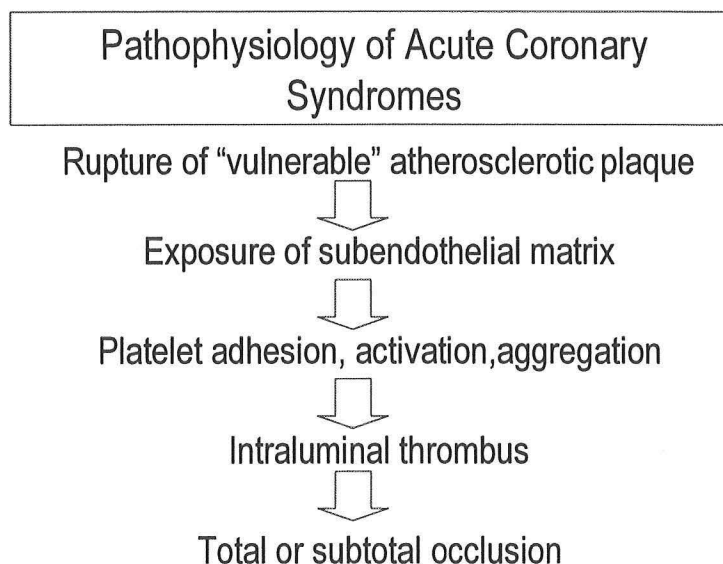 Pathophysiology of Acute Coronary
Syndromes
Rupture of “vulnerable” atherosclerotic plaque
Exposure of subendothelial matrix
Platelet adhesion, activation,aggregation
Intraluminal thrombus
Total or subtotal occlusion